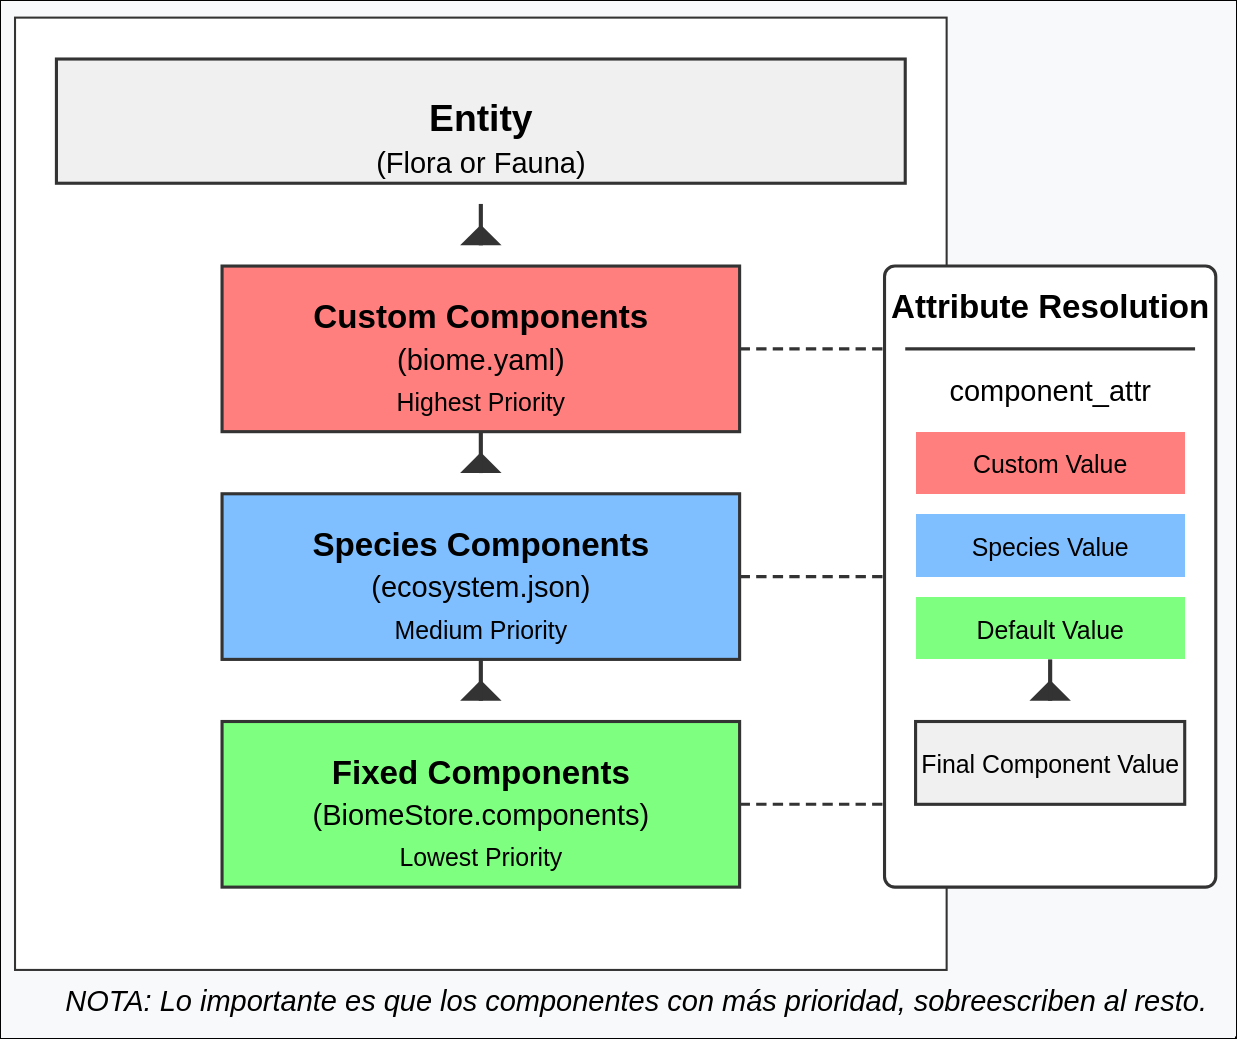 Entity
(Flora or Fauna)
Custom Components
(biome.yaml)
Highest Priority
Species Components
(ecosystem.json)
Medium Priority
Fixed Components
(BiomeStore.components)
Lowest Priority
Attribute Resolution
component_attr
Custom Value
Species Value
Default Value
Final Component Value
NOTA: Lo importante es que los componentes con más prioridad, sobreescriben al resto.